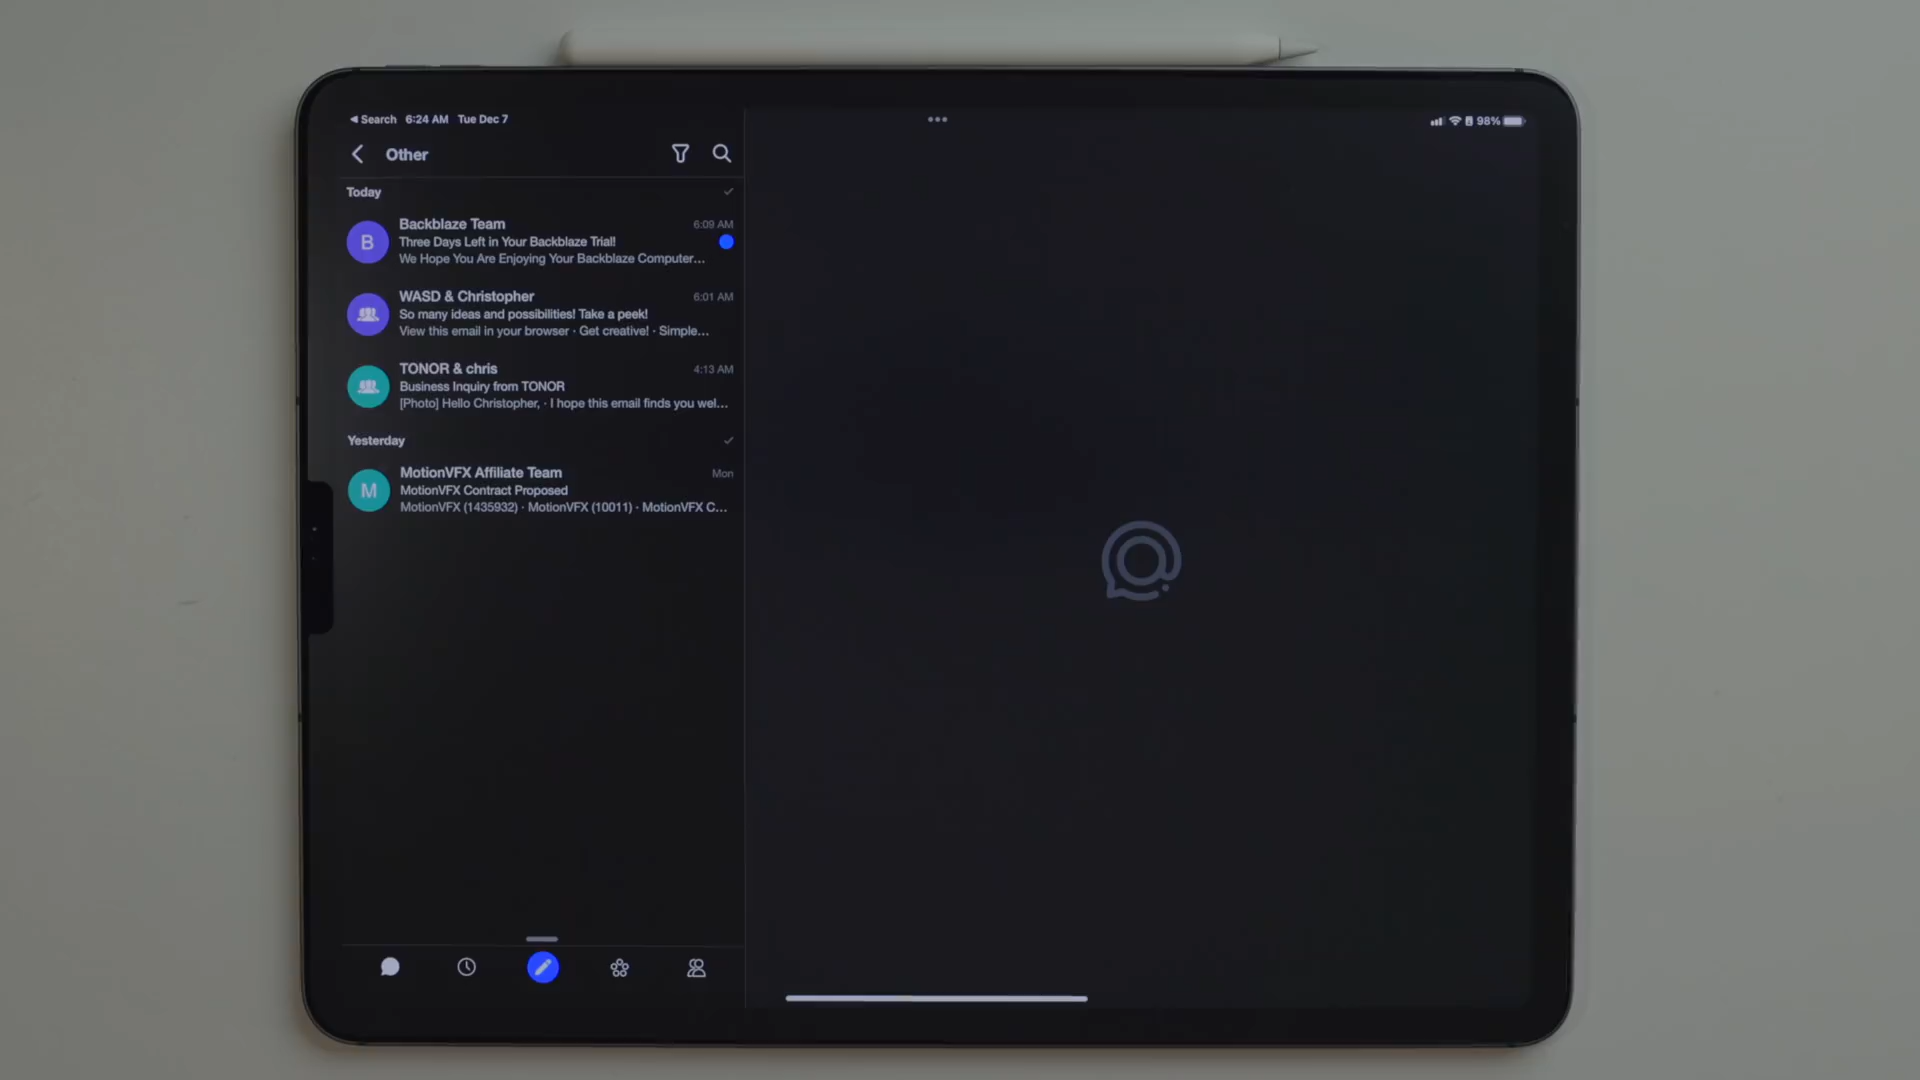 Search 6:24 AM Tue Dec 7
98%
Other
Today
B
Backblaze Team 6:09 AM
Three Days Left in Your Backblaze Trial!
We Hope You Are Enjoying Your Backblaze Computer...
WASD & Christopher 6:01 AM
So many ideas and possibilities! Take a peek!
View this email in your browser · Get creative! · Simple...
TONOR & chris 4:13 AM
Business Inquiry from TONOR
[Photo] Hello Christopher, · I hope this email finds you wel...
Yesterday
M
MotionVFX Affiliate Team Mon
MotionVFX Contract Proposed
MotionVFX (1435932) · MotionVFX (10011) · MotionVFX C...